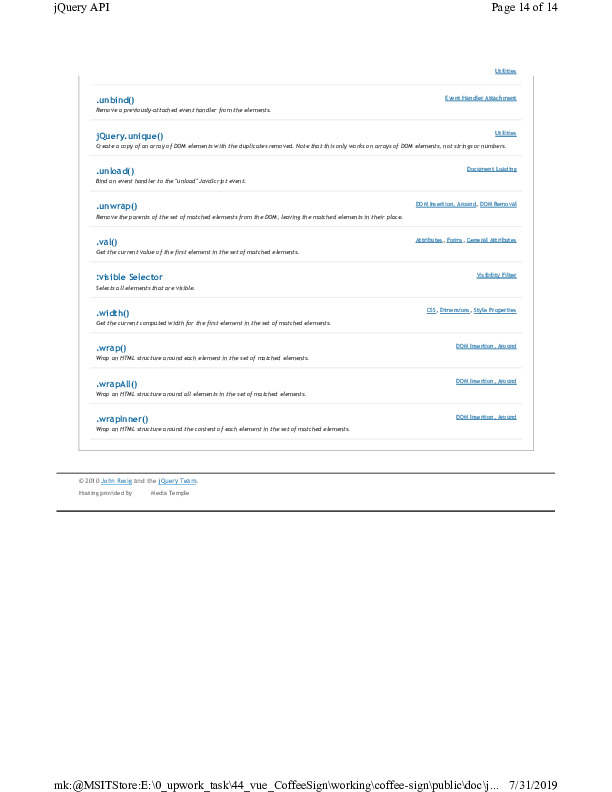 jQuery API Page 14 of 14
Utilities
.unbind() Event Handler Attachment
Remove a previously-attached event handler from the elements.
jQuery.unique() Utilities
Create a copy of an array of DOM elements with the duplicates removed. Note that this only works on arrays of DOM elements, not strings or numbers.
.unload() Document Loading
Bind an event handler to the "unload" JavaScript event.
.unwrap() DOM Insertion, Around, DOM Removal
Remove the parents of the set of matched elements from the DOM, leaving the matched elements in their place.
.val() Attributes, Forms, General Attributes
Get the current value of the first element in the set of matched elements.
:visible Selector Visibility Filter
Selects all elements that are visible.
.width() CSS, Dimensions, Style Properties
Get the current computed width for the first element in the set of matched elements.
.wrap() DOM Insertion, Around
Wrap an HTML structure around each element in the set of matched elements.
.wrapAll() DOM Insertion, Around
Wrap an HTML structure around all elements in the set of matched elements.
.wrapInner() DOM Insertion, Around
Wrap an HTML structure around the content of each element in the set of matched elements.
© 2010 John Resig and the jQuery Team.
Hosting provided by Media Temple
mk:@MSITStore:E:\0_upwork_task\44_vue_CoffeeSign\working\coffee-sign\public\doc\j... 7/31/2019